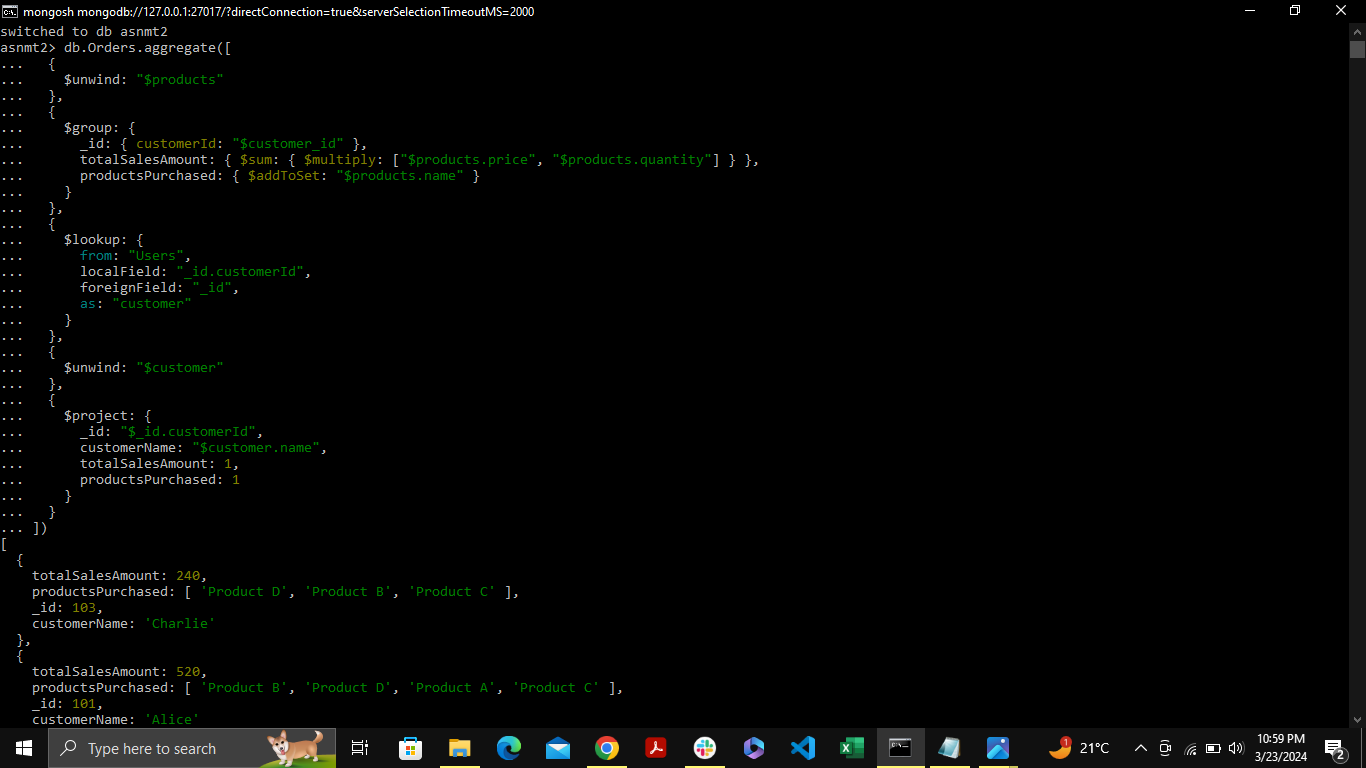 mongosh mongodb://127.0.0.1:27017/?directConnection=true&serverSelectionTimeoutMS=2000
switched to db asnmt2
asnmt2> db.Orders.aggregate([
...   {
...     $unwind: "$products"
...   },
...   {
...     $group: {
...       _id: { customerId: "$customer_id" },
...       totalSalesAmount: { $sum: { $multiply: ["$products.price", "$products.quantity"] } },
...       productsPurchased: { $addToSet: "$products.name" }
...     }
...   },
...   {
...     $lookup: {
...       from: "Users",
...       localField: "_id.customerId",
...       foreignField: "_id",
...       as: "customer"
...     }
...   },
...   {
...     $unwind: "$customer"
...   },
...   {
...     $project: {
...       _id: "$_id.customerId",
...       customerName: "$customer.name",
...       totalSalesAmount: 1,
...       productsPurchased: 1
...     }
...   }
... ])
[
  {
    totalSalesAmount: 240,
    productsPurchased: [ 'Product D', 'Product B', 'Product C' ],
    _id: 103,
    customerName: 'Charlie'
  },
  {
    totalSalesAmount: 520,
    productsPurchased: [ 'Product B', 'Product D', 'Product A', 'Product C' ],
    _id: 101,
    customerName: 'Alice'
Type here to search
1
21°C
10:59 PM
3/23/2024
2